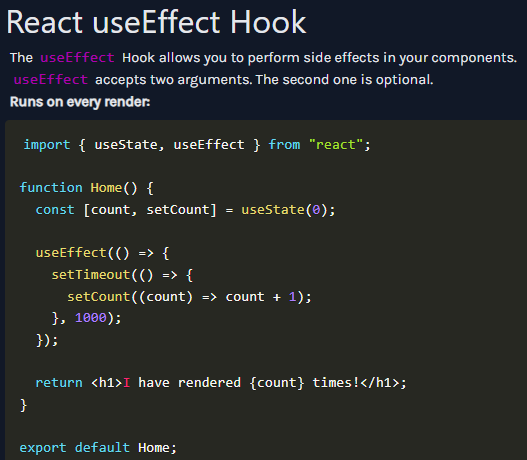 React useEffect Hook
The useEffect Hook allows you to perform side effects in your components.
useEffect accepts two arguments. The second one is optional.
Runs on every render:
import { useState, useEffect } from "react";
function Home() {
const [count, setCount] = useState(0);
useEffect(() => {
setTimeout(() => {
setCount((count) => count + 1);
}, 1000);
});
return <h1>I have rendered {count} times!</h1>;
}
export default Home;